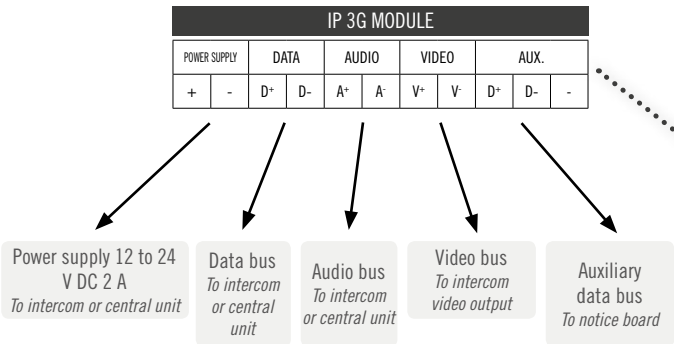 IP 3G MODULE
POWER SUPPLY DATA AUDIO VIDEO AUX.
+ - D+ D- A+ A- V+ V- D+ D- -
Power supply 12 to 24
V DC 2 A
To intercom or central unit
Data bus
To intercom
or central
unit
Audio bus
To intercom
or central unit
Video bus
To intercom
video output
Auxiliary
data bus
To notice board